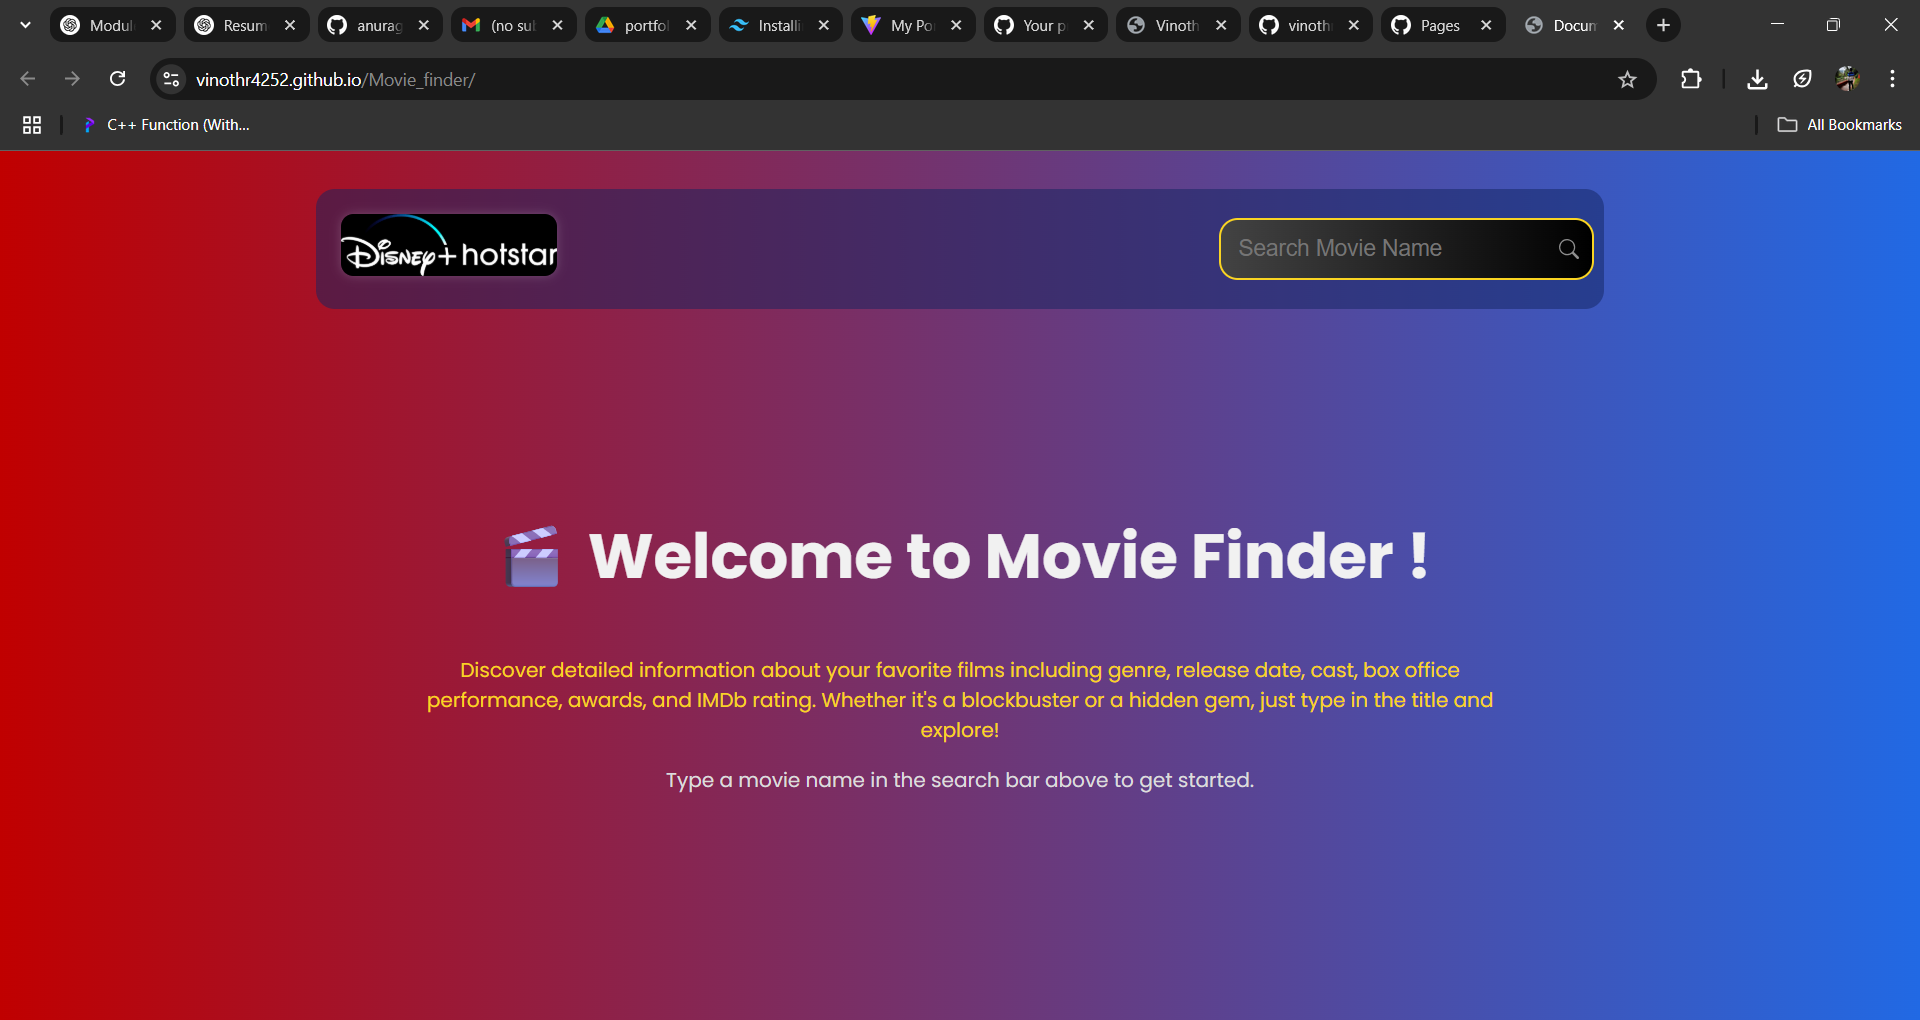 Modul
Resum
anurag
(no sul
portfol
Installi
My Po
Your p
Vinoth
vinoth
Pages
Docum
vinothr4252.github.io/Movie_finder/
C++ Function (With...
All Bookmarks
Disney+ hotstar
Search Movie Name
Welcome to Movie Finder !
Discover detailed information about your favorite films including genre, release date, cast, box office
performance, awards, and IMDb rating. Whether it's a blockbuster or a hidden gem, just type in the title and
explore!
Type a movie name in the search bar above to get started.